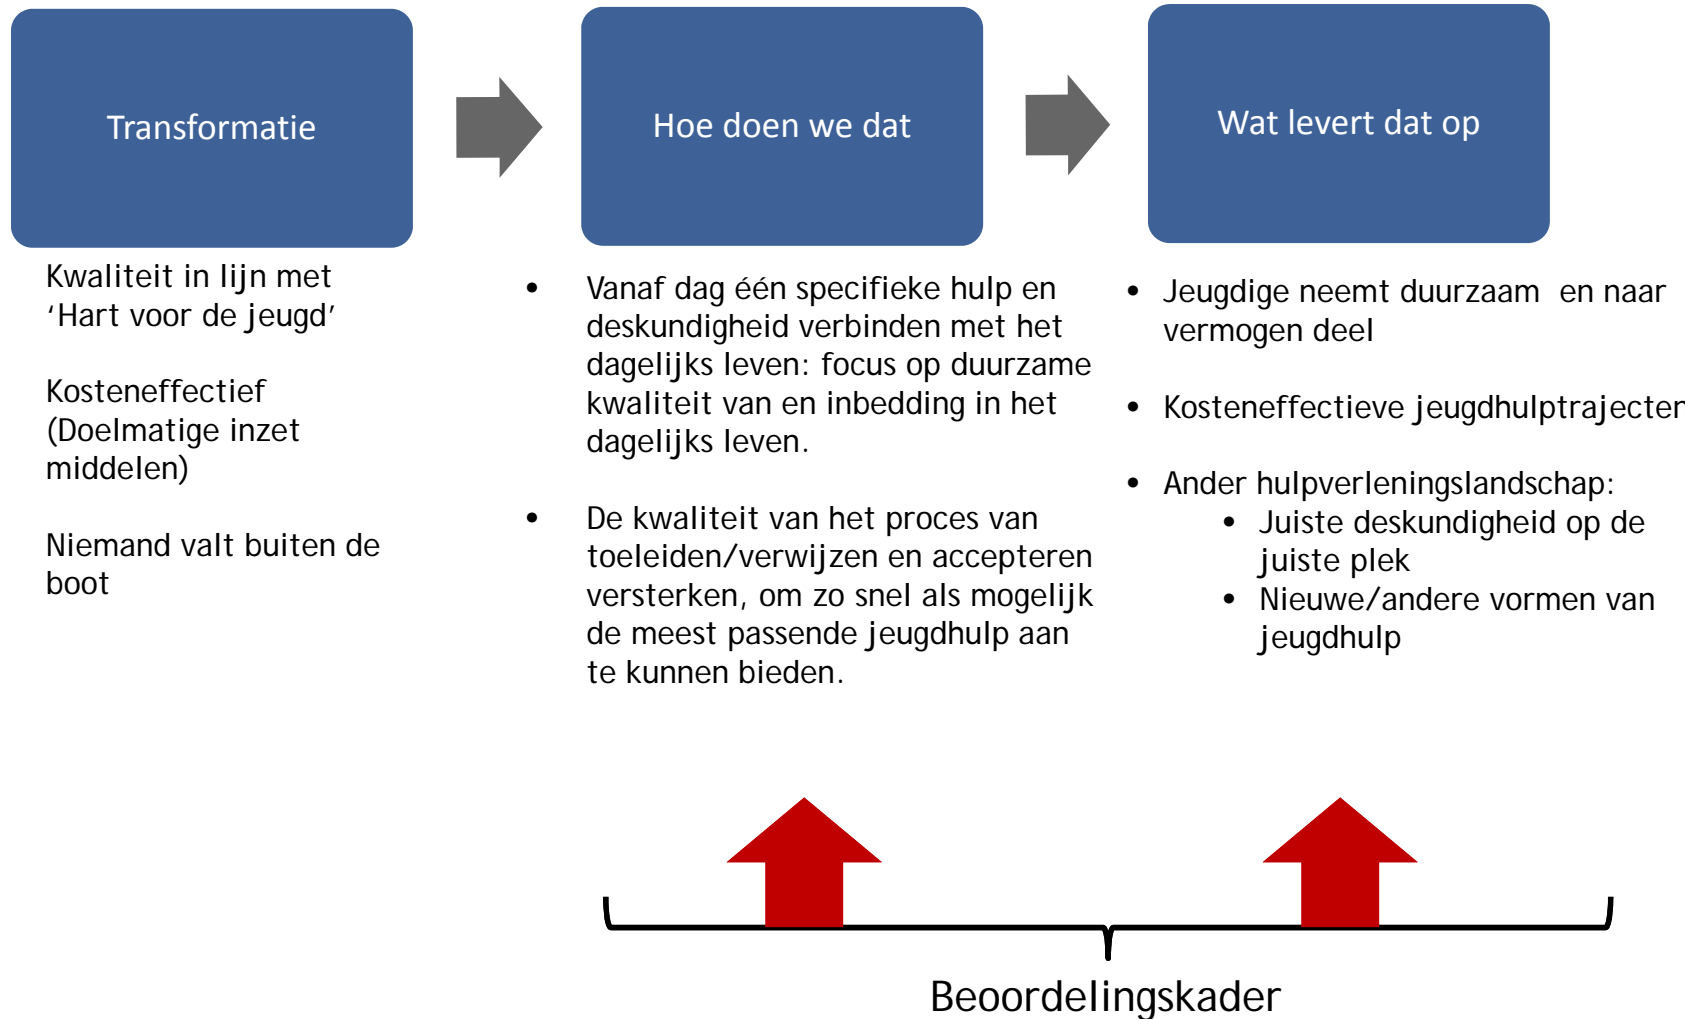 Transformatie
Kwaliteit in lijn met
‘Hart voor de jeugd’
Kosteneffectief
(Doelmatige inzet
middelen)
Niemand valt buiten de
boot
Hoe doen we dat
• Vanaf dag één specifieke hulp en
deskundigheid verbinden met het
dagelijks leven: focus op duurzame
kwaliteit van en inbedding in het
dagelijks leven.
• De kwaliteit van het proces van
toeleiden/verwijzen en accepteren
versterken, om zo snel als mogelijk
de meest passende jeugdhulp aan
te kunnen bieden.
Wat levert dat op
• Jeugdige neemt duurzaam en naar
vermogen deel
• Kosteneffectieve jeugdhulptrajecten
• Ander hulpverleningslandschap:
• Juiste deskundigheid op de
juiste plek
• Nieuwe/andere vormen van
jeugdhulp
Beoordelingskader